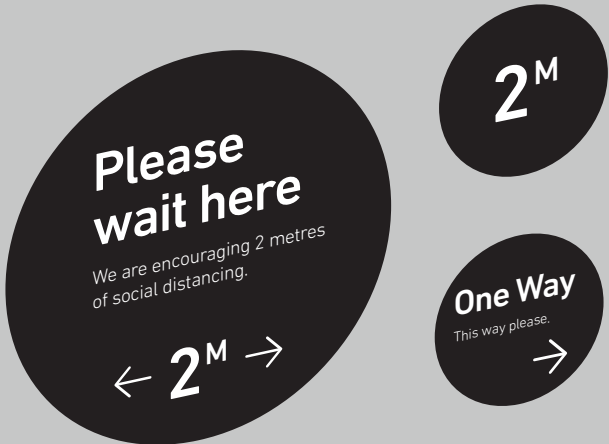 Please
wait here
We are encouraging 2 metres
of social distancing.
← 2M →
2M
One Way
This way please.
→